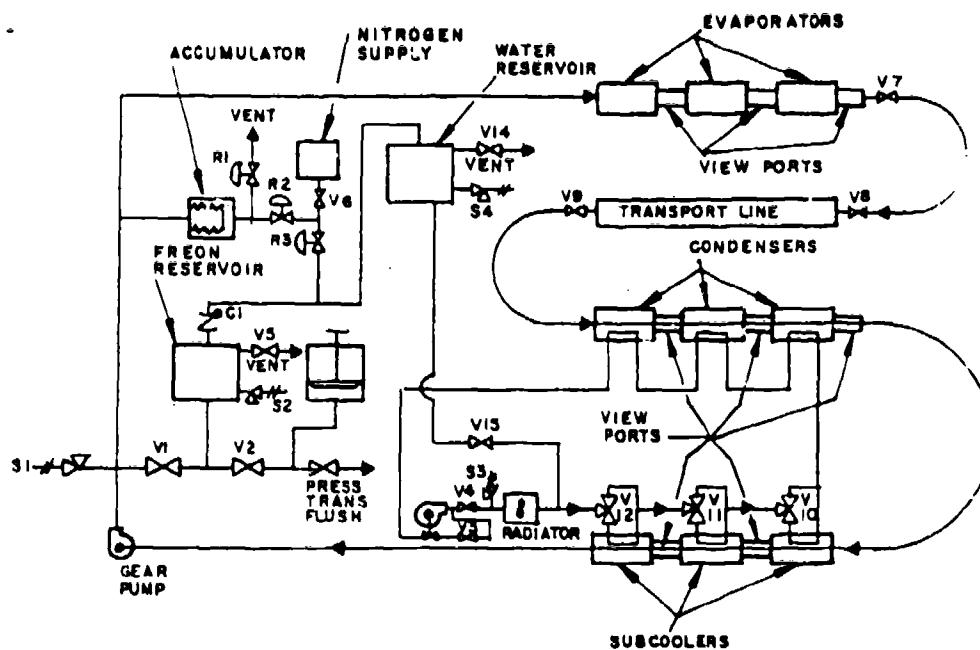 EVAPORATORS
NITROGEN
SUPPLY
ACCUMULATOR
WATER
RESERVOIR
V7
VENT
V14
VENT
R1
R2
V6
VIEW PORTS
S4
V9
V8
R3
TRANSPORT LINE
FREON
RESERVOIR
CONDENSERS
C1
V5
VENT
S2
VIEW
PORTS
V15
S1
V1
V2
S3
V4
PRESS
TRANS
FLUSH
V3
RADIATOR
V
12
V
11
V
10
GEAR
PUMP
SUBCOOLERS